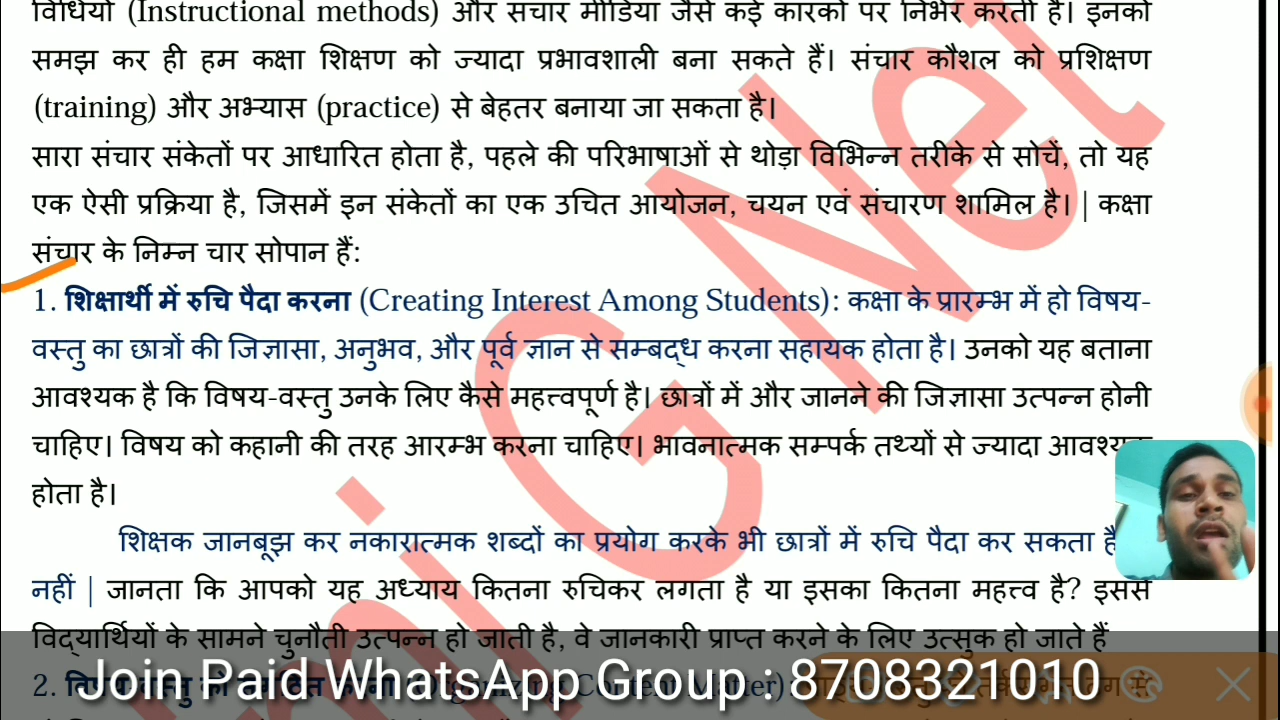 विधियों (Instructional methods) और संचार मीडिया जैसे कई कारकों पर निर्भर करती है। इनको
समझ कर ही हम कक्षा शिक्षण को ज्यादा प्रभावशाली बना सकते हैं। संचार कौशल को प्रशिक्षण
(training) और अभ्यास (practice) से बेहतर बनाया जा सकता है।
सारा संचार संकेतों पर आधारित होता है, पहले की परिभाषाओं से थोड़ा विभिन्न तरीके से सोचें, तो यह
एक ऐसी प्रक्रिया है, जिसमें इन संकेतों का एक उचित आयोजन, चयन एवं संचारण शामिल है। | कक्षा
संचार के निम्न चार सोपान हैं:
1. शिक्षार्थी में रुचि पैदा करना (Creating Interest Among Students): कक्षा के प्रारम्भ में हो विषय-
वस्तु का छात्रों की जिज्ञासा, अनुभव, और पूर्व ज्ञान से सम्बद्ध करना सहायक होता है। उनको यह बताना
आवश्यक है कि विषय-वस्तु उनके लिए कैसे महत्त्वपूर्ण है। छात्रों में और जानने की जिज्ञासा उत्पन्न होनी
चाहिए। विषय को कहानी की तरह आरम्भ करना चाहिए। भावनात्मक सम्पर्क तथ्यों से ज्यादा
होता है।
शिक्षक जानबूझ कर नकारात्मक शब्दों का प्रयोग करके भी छात्रों में रुचि पैदा कर सकता है
नहीं | जानता कि आपको यह अध्याय कितना रुचिकर लगता है या इसका कितना महत्त्व है? इससे
विद्यार्थियों के सामने चुनौती उत्पन्न हो जाती है, वे जानकारी प्राप्त करने के लिए उत्सुक हो जाते हैं
Join Paid WhatsApp Group : 8708321010
2.
G Net